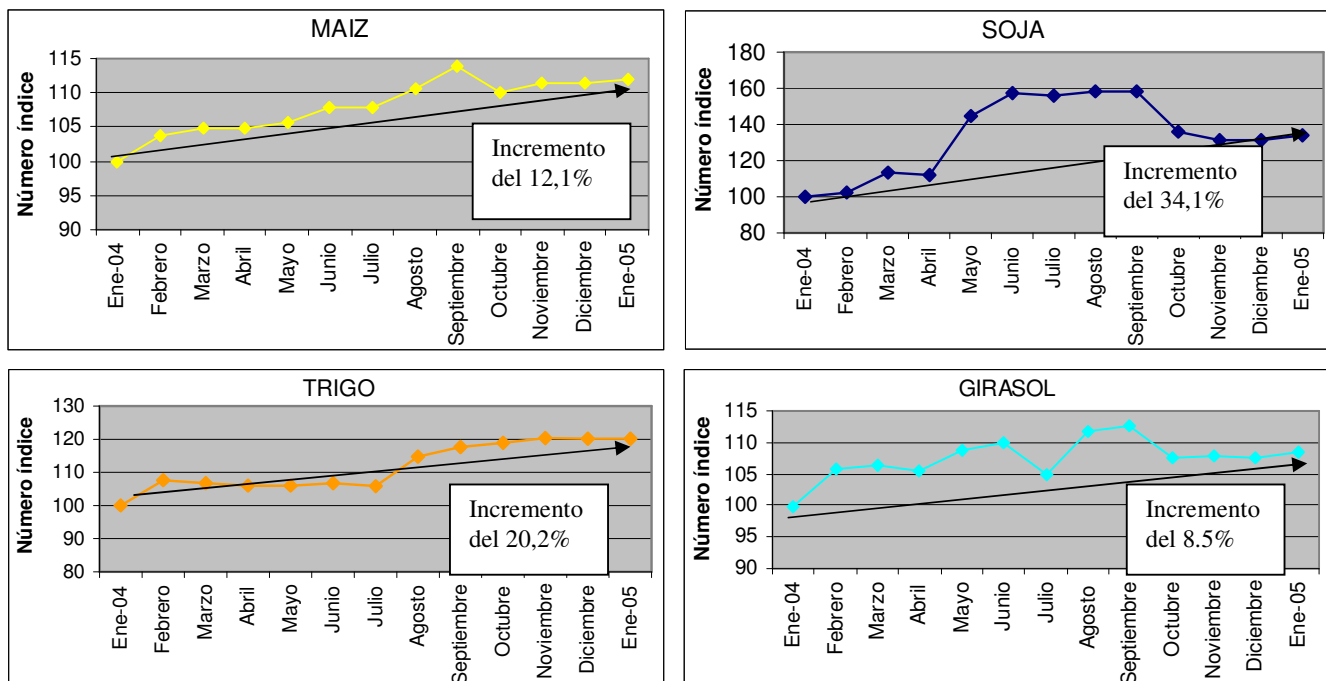 MAIZ
Número índice
115
110
105
100
95
90
Incremento
del 12,1%
Ene-04
Febrero
Marzo
Abril
Mayo
Junio
Julio
Agosto
Septiembre
Octubre
Noviembre
Diciembre
Ene-05
SOJA
Número índice
180
160
140
120
100
80
Incremento
del 34,1%
Ene-04
Febrero
Marzo
Abril
Mayo
Junio
Julio
Agosto
Septiembre
Octubre
Noviembre
Diciembre
Ene-05
TRIGO
Número índice
130
120
110
100
90
80
Incremento
del 20,2%
Ene-04
Febrero
Marzo
Abril
Mayo
Junio
Julio
Agosto
Septiembre
Octubre
Noviembre
Diciembre
Ene-05
GIRASOL
Número índice
115
110
105
100
95
90
Incremento
del 8.5%
Ene-04
Febrero
Marzo
Abril
Mayo
Junio
Julio
Agosto
Septiembre
Octubre
Noviembre
Diciembre
Ene-05